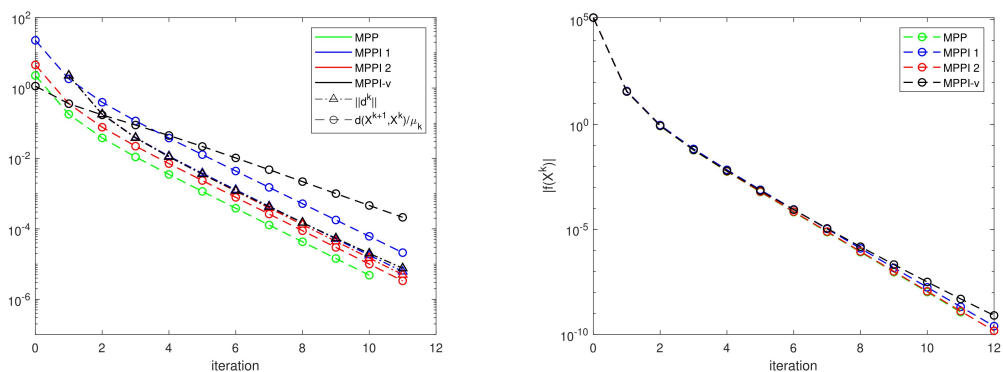 10^2
10^0
10^-2
10^-4
10^-6
0 2 4 6 8 10 12
iteration
MPP
MPPI 1
MPPI 2
MPPI-v
||d^k||
d(X^{k+1},X^k)/μ_k
10^5
10^0
10^-5
10^-10
|f(X^k)|
0 2 4 6 8 10 12
iteration
MPP
MPPI 1
MPPI 2
MPPI-v